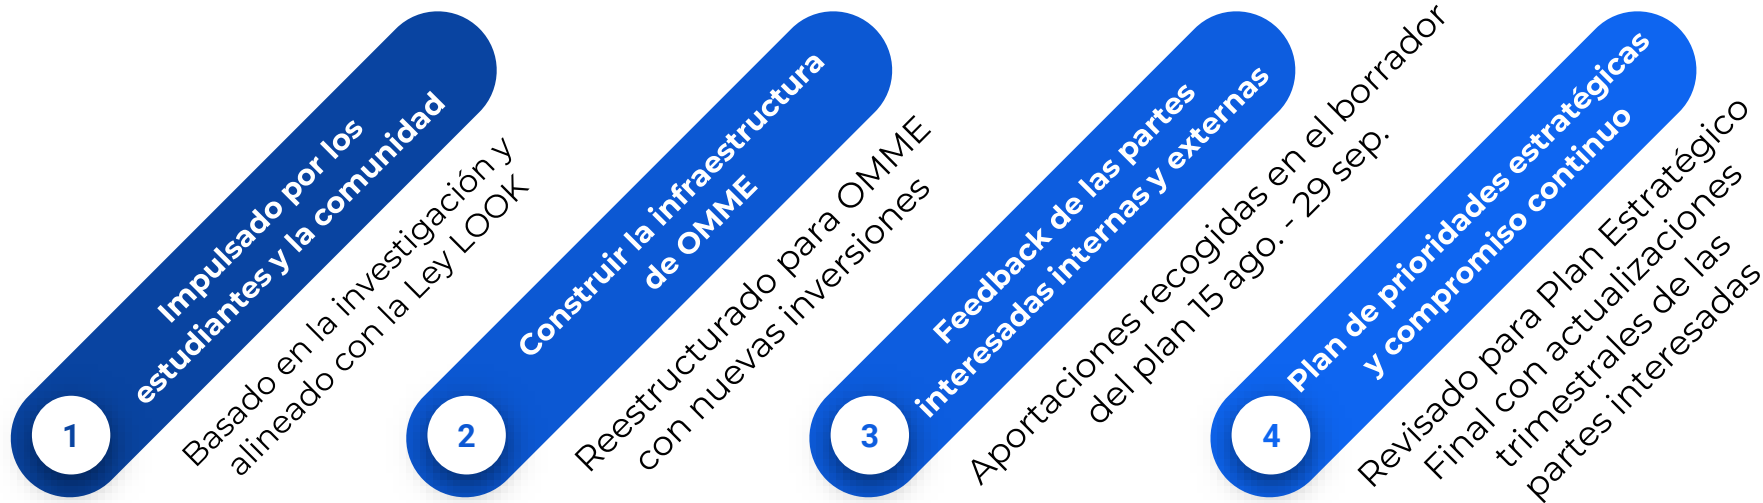 1
Impulsado por los
estudiantes y la comunidad
Basado en la investigación y
alineado con la Ley LOOK
2
Construir la infraestructura
de OMME
Reestructurado para OMME
con nuevas inversiones
3
Feedback de las partes
interesadas internas y externas
Aportaciones recogidas en el borrador
del plan 15 ago. - 29 sep.
4
Plan de prioridades estratégicas
y compromiso continuo
Revisado para Plan Estratégico
Final con actualizaciones
trimestrales de las
partes interesadas